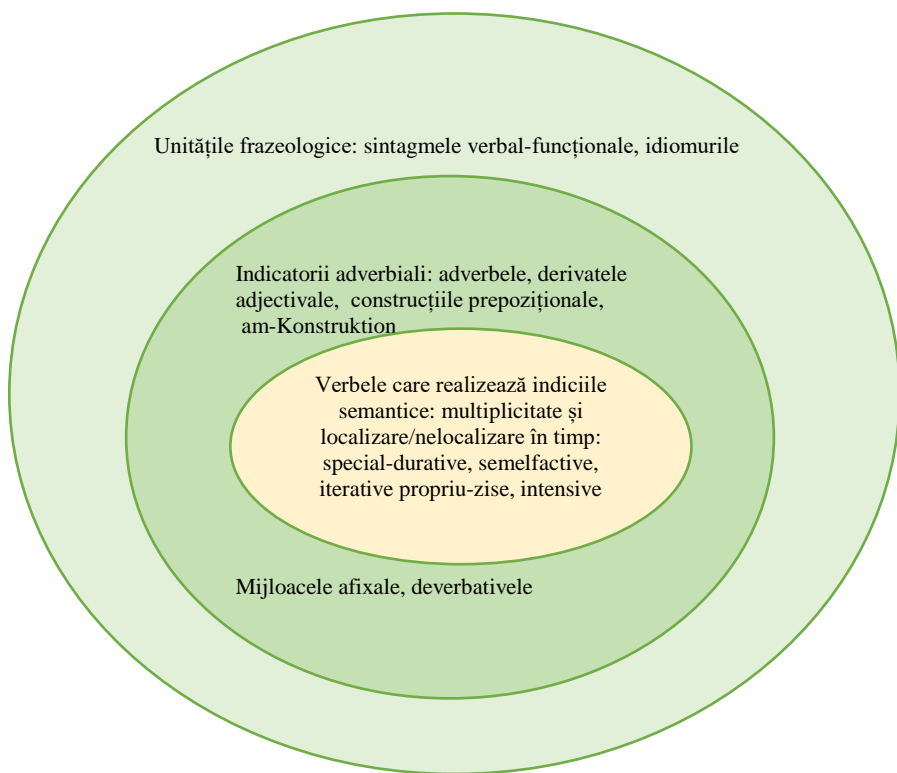 Unitățile frazeologice: sintagmele verbal-funcționale, idiomurile
Indicatorii adverbiali: adverbele, derivatele
adjectivale, construcțiile prepoziționale,
am-Konstruktion
Verbele care realizează indiciile
semantice: multiplicitate și
localizare/nelocalizare în timp:
special-durative, semelfactive,
iterative propriu-zise, intensive
Mijloacele afixale, deverbativele